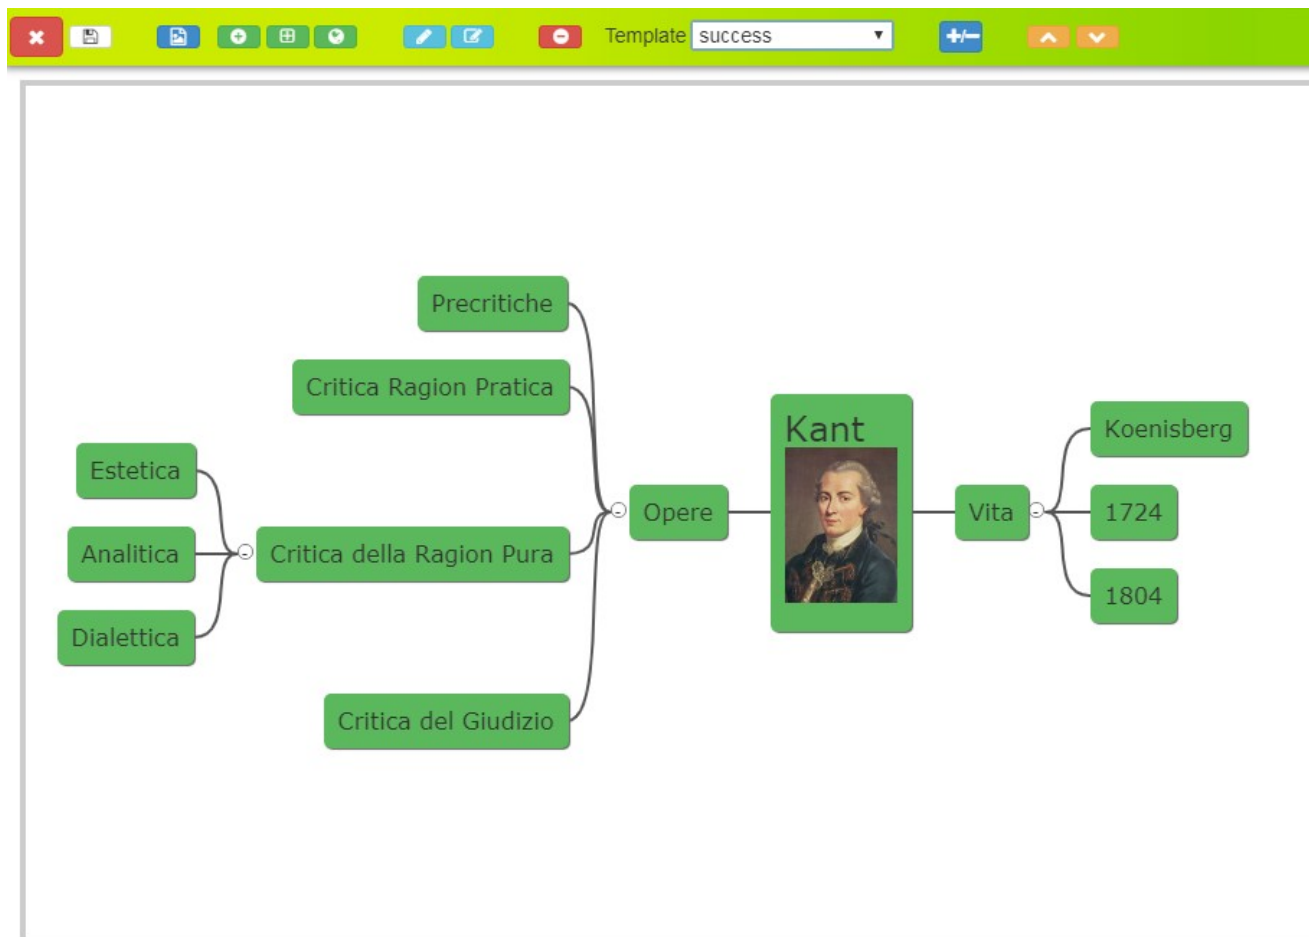 Template success
Precritiche
Critica Ragion Pratica
Kant
Koenisberg
Estetica
Opere
Vita
1724
Analitica
Critica della Ragion Pura
1804
Dialettica
Critica del Giudizio